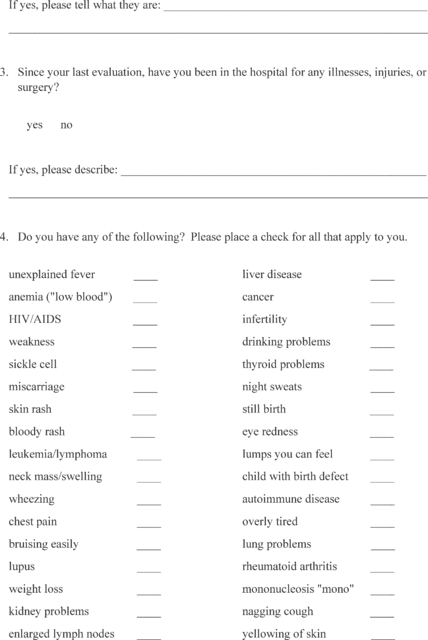 If yes, please tell what they are: ____________________

____________________
3. Since your last evaluation, have you been in the hospital for any illnesses, injuries, or
surgery?
yes no
If yes, please describe: ____________________

____________________
4. Do you have any of the following? Please place a check for all that apply to you.
unexplained fever ____ liver disease ____
anemia ("low blood") ____ cancer ____
HIV/AIDS ____ infertility ____
weakness ____ drinking problems ____
sickle cell ____ thyroid problems ____
miscarriage ____ night sweats ____
skin rash ____ still birth ____
bloody rash ____ eye redness ____
leukemia/lymphoma ____ lumps you can feel ____
neck mass/swelling ____ child with birth defect ____
wheezing ____ autoimmune disease ____
chest pain ____ overly tired ____
bruising easily ____ lung problems ____
lupus ____ rheumatoid arthritis ____
weight loss ____ mononucleosis "mono" ____
kidney problems ____ nagging cough ____
enlarged lymph nodes ____ yellowing of skin ____